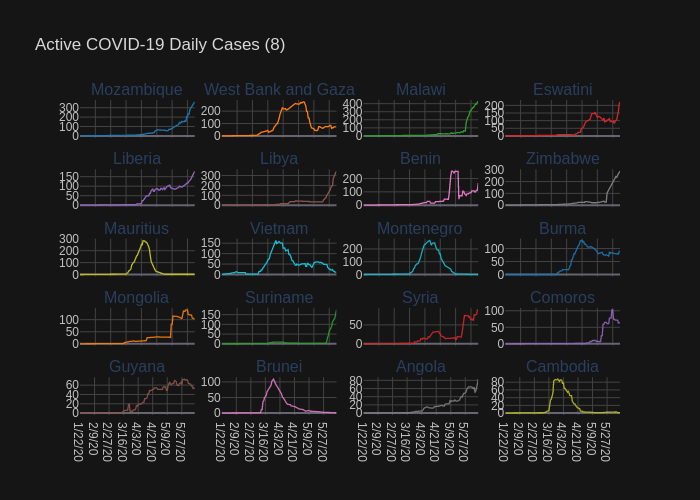 Active COVID-19 Daily Cases (8)
Mozambique West Bank and Gaza Malawi Eswatini
300 200 100 0
200 100 0
400 300 200 100 0
200 150 100 50 0
Liberia Libya Benin Zimbabwe
150 100 50 0
300 200 100 0
200 100 0
300 200 100 0
Mauritius Vietnam Montenegro Burma
300 200 100 0
150 100 50 0
200 100 0
100 50 0
Mongolia Suriname Syria Comoros
100 50 0
150 100 50 0
50 0
100 50 0
Guyana Brunei Angola Cambodia
60 40 20 0
100 50 0
80 60 40 20 0
80 60 40 20 0
1/22/20 2/9/20 2/27/20 3/16/20 4/3/20 4/21/20 5/9/20 5/27/20
1/22/20 2/9/20 2/27/20 3/16/20 4/3/20 4/21/20 5/9/20 5/27/20
1/22/20 2/9/20 2/27/20 3/16/20 4/3/20 4/21/20 5/9/20 5/27/20
1/22/20 2/9/20 2/27/20 3/16/20 4/3/20 4/21/20 5/9/20 5/27/20